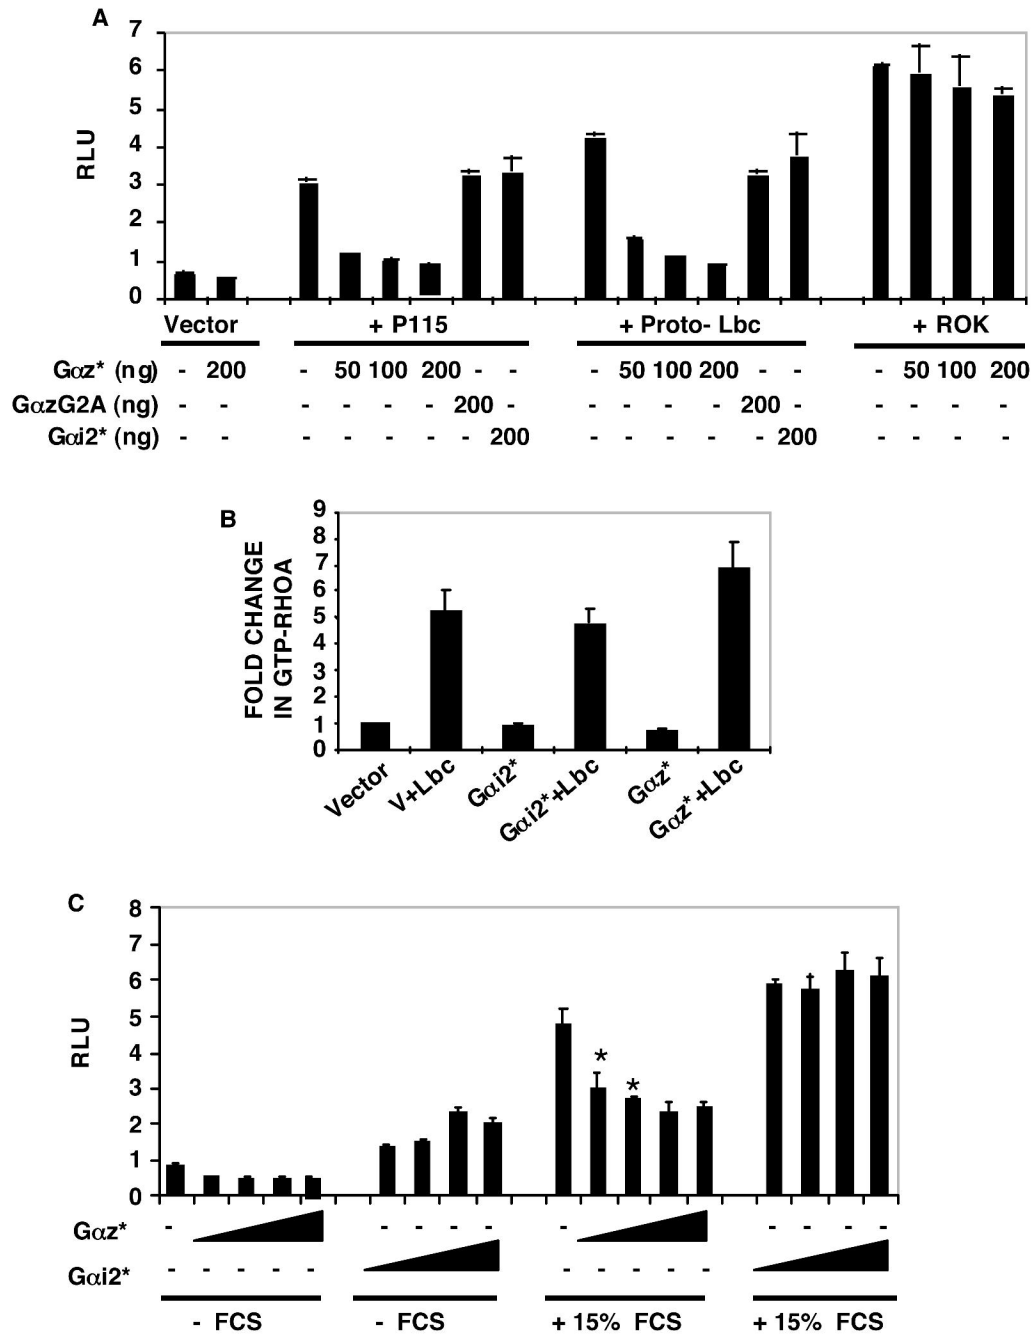 A
7
6
5
4
3
2
1
0
RLU
Vector + P115 + Proto- Lbc + ROK
Gαz* (ng) - 200 - 50 100 200 - - - 50 100 200 - - - 50 100 200
GαzG2A (ng) - - - - - - 200 - - - - - 200 - - - - -
Gαi2* (ng) - - - - - - - 200 - - - - - 200 - - - -
B
9
8
7
6
5
4
3
2
1
0
FOLD CHANGE
IN GTP-RHOA
Vector V+Lbc Gαi2* Gαi2*+Lbc Gαz* Gαz*+Lbc
C
8
7
6
5
4
3
2
1
0
RLU
* *
Gαz* - - - - - - - - - -
Gαi2* - - - - - - - - - -
- FCS - FCS + 15% FCS + 15% FCS